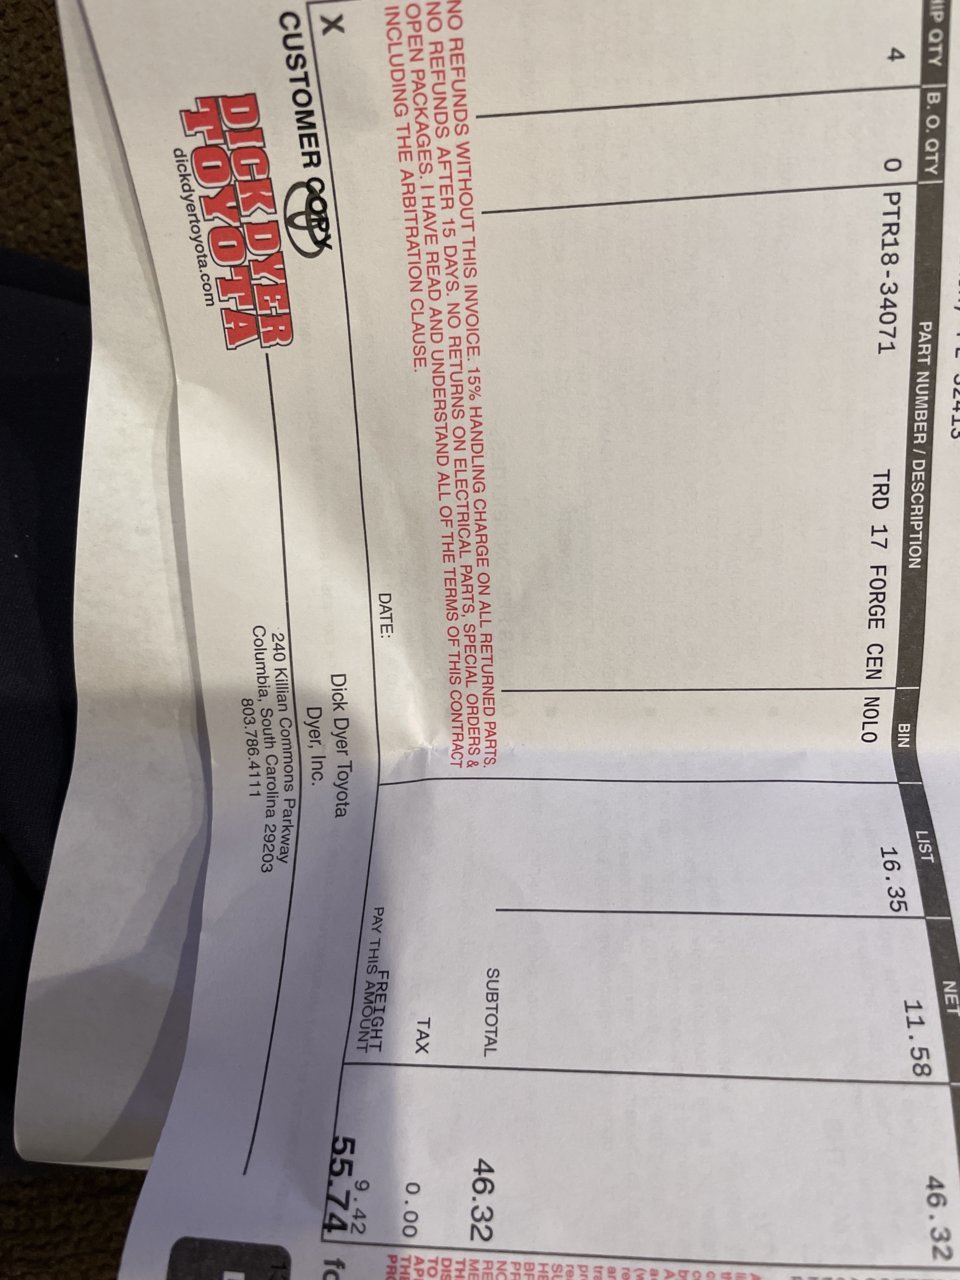 32413
SHIP QTY B.O. QTY PART NUMBER / DESCRIPTION BIN LIST NET
4 0 PTR18-34071 TRD 17 FORGE CEN NOLO 16.35 11.58 46.32
NO REFUNDS WITHOUT THIS INVOICE. 15% HANDLING CHARGE ON ALL RETURNED PARTS.
NO REFUNDS AFTER 15 DAYS. NO RETURNS ON ELECTRICAL PARTS, SPECIAL ORDERS &
OPEN PACKAGES. I HAVE READ AND UNDERSTAND ALL OF THE TERMS OF THIS CONTRACT
INCLUDING THE ARBITRATION CLAUSE.
SUBTOTAL 46.32
TAX 0.00
FREIGHT 9.42
PAY THIS AMOUNT 55.74
X DATE:
CUSTOMER COPY
Dick Dyer Toyota
Dyer, Inc.
DICK DYER
TOYOTA
dickdyertoyota.com
240 Killian Commons Parkway
Columbia, South Carolina 29203
803.786.4111